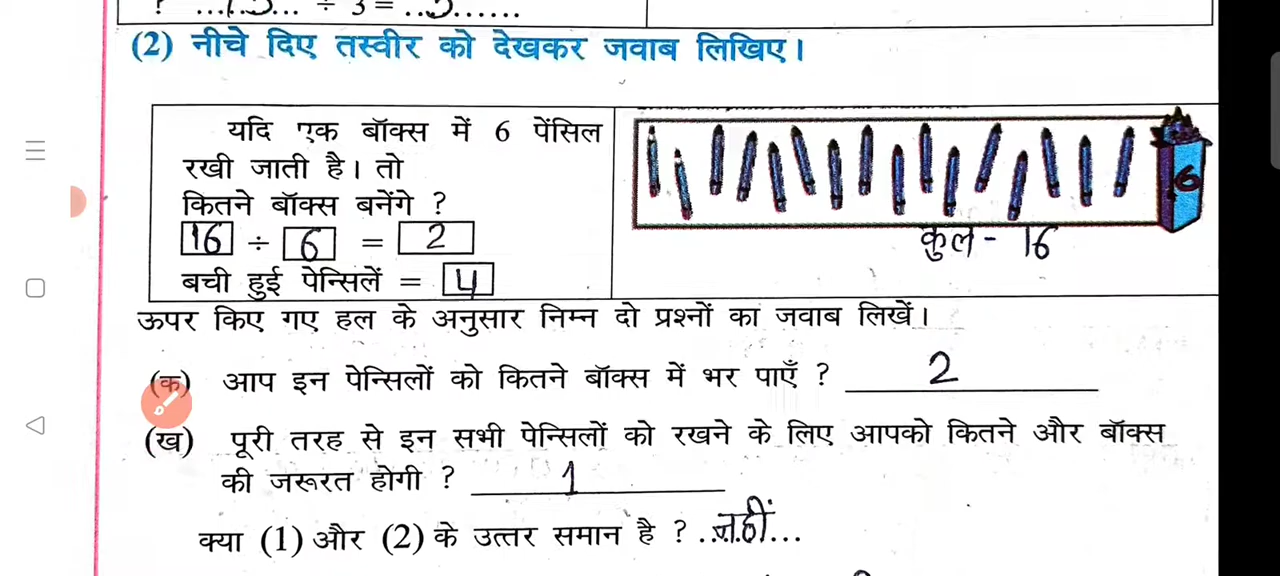 ÷ 3 =
(2) नीचे दिए तस्वीर को देखकर जवाब लिखिए।
यदि एक बॉक्स में 6 पेंसिल
रखी जाती है। तो
कितने बॉक्स बनेंगे ?
16 ÷ 6 = 2
बची हुई पेन्सिलें = 4
6
कुल - 16
ऊपर किए गए हल के अनुसार निम्न दो प्रश्नों का जवाब लिखें।
(क) आप इन पेन्सिलों को कितने बॉक्स में भर पाएँ ? 2
(ख) पूरी तरह से इन सभी पेन्सिलों को रखने के लिए आपको कितने और बॉक्स
की जरूरत होगी ? 1
क्या (1) और (2) के उत्तर समान है ? ..नहीं...